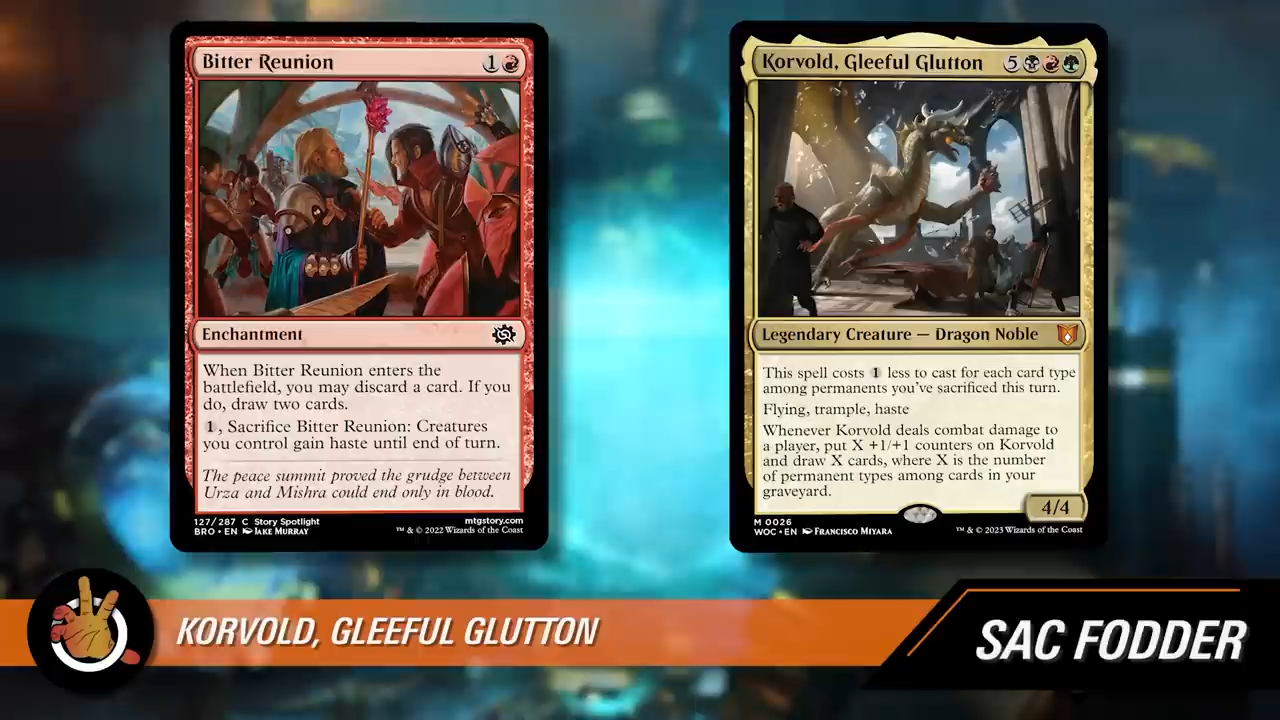 Bitter Reunion 1
Enchantment
When Bitter Reunion enters the
battlefield, you may discard a card. If you
do, draw two cards.
1, Sacrifice Bitter Reunion: Creatures
you control gain haste until end of turn.
The peace summit proved the grudge between
Urza and Mishra could end only in blood.
127/287 C Story Spotlight mtgstory.com
BRO • EN Jake Murray ™ & © 2022 Wizards of the Coast
Korvold, Gleeful Glutton 5
Legendary Creature — Dragon Noble
This spell costs 1 less to cast for each card type
among permanents you've sacrificed this turn.
Flying, trample, haste
Whenever Korvold deals combat damage to
a player, put X +1/+1 counters on Korvold
and draw X cards, where X is the number
of permanent types among cards in your
graveyard.
4/4
M 0026
WOC • EN Francisco Miyara ™ & © 2023 Wizards of the Coast
KORVOLD, GLEEFUL GLUTTON
SAC FODDER